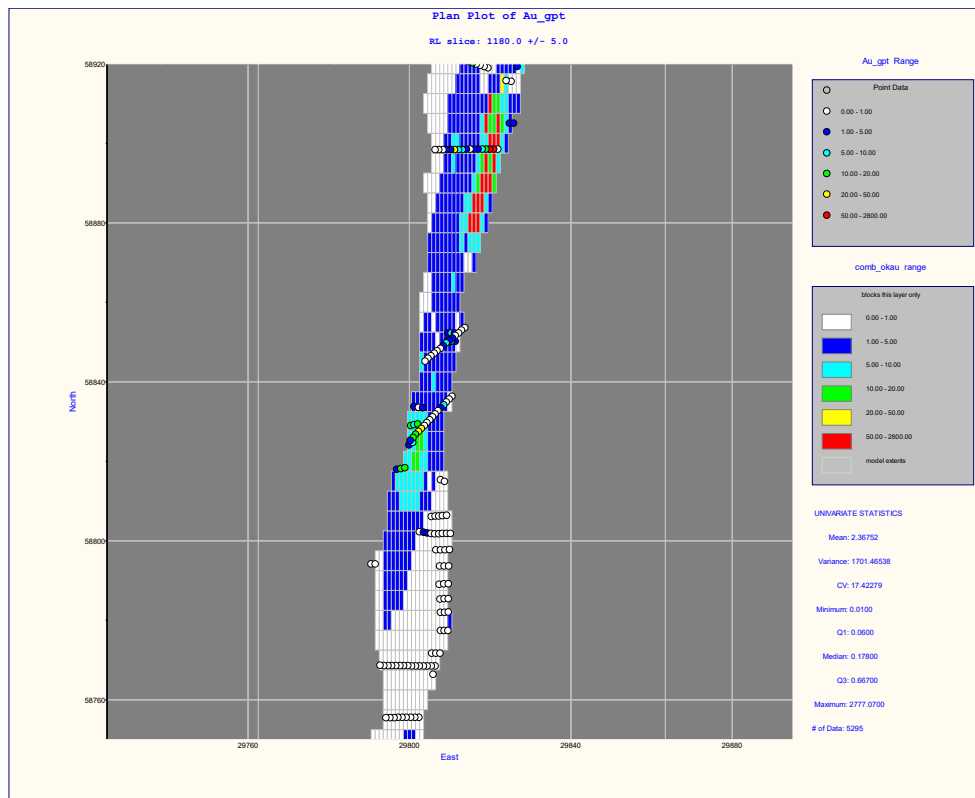 Plan Plot of Au_gpt
RL slice: 1180.0 +/- 5.0
58920
58880
58840
58800
58760
North
29760
29800
29840
29880
East
Au_gpt Range
Point Data
0.00 - 1.00
1.00 - 5.00
5.00 - 10.00
10.00 - 20.00
20.00 - 50.00
50.00 - 2800.00
comb_okau range
blocks this layer only
0.00 - 1.00
1.00 - 5.00
5.00 - 10.00
10.00 - 20.00
20.00 - 50.00
50.00 - 2800.00
model extents
UNIVARIATE STATISTICS
Mean: 2.36752
Variance: 1701.46538
CV: 17.42279
Minimum: 0.0100
Q1: 0.0600
Median: 0.17800
Q3: 0.66700
Maximum: 2777.0700
# of Data: 5295